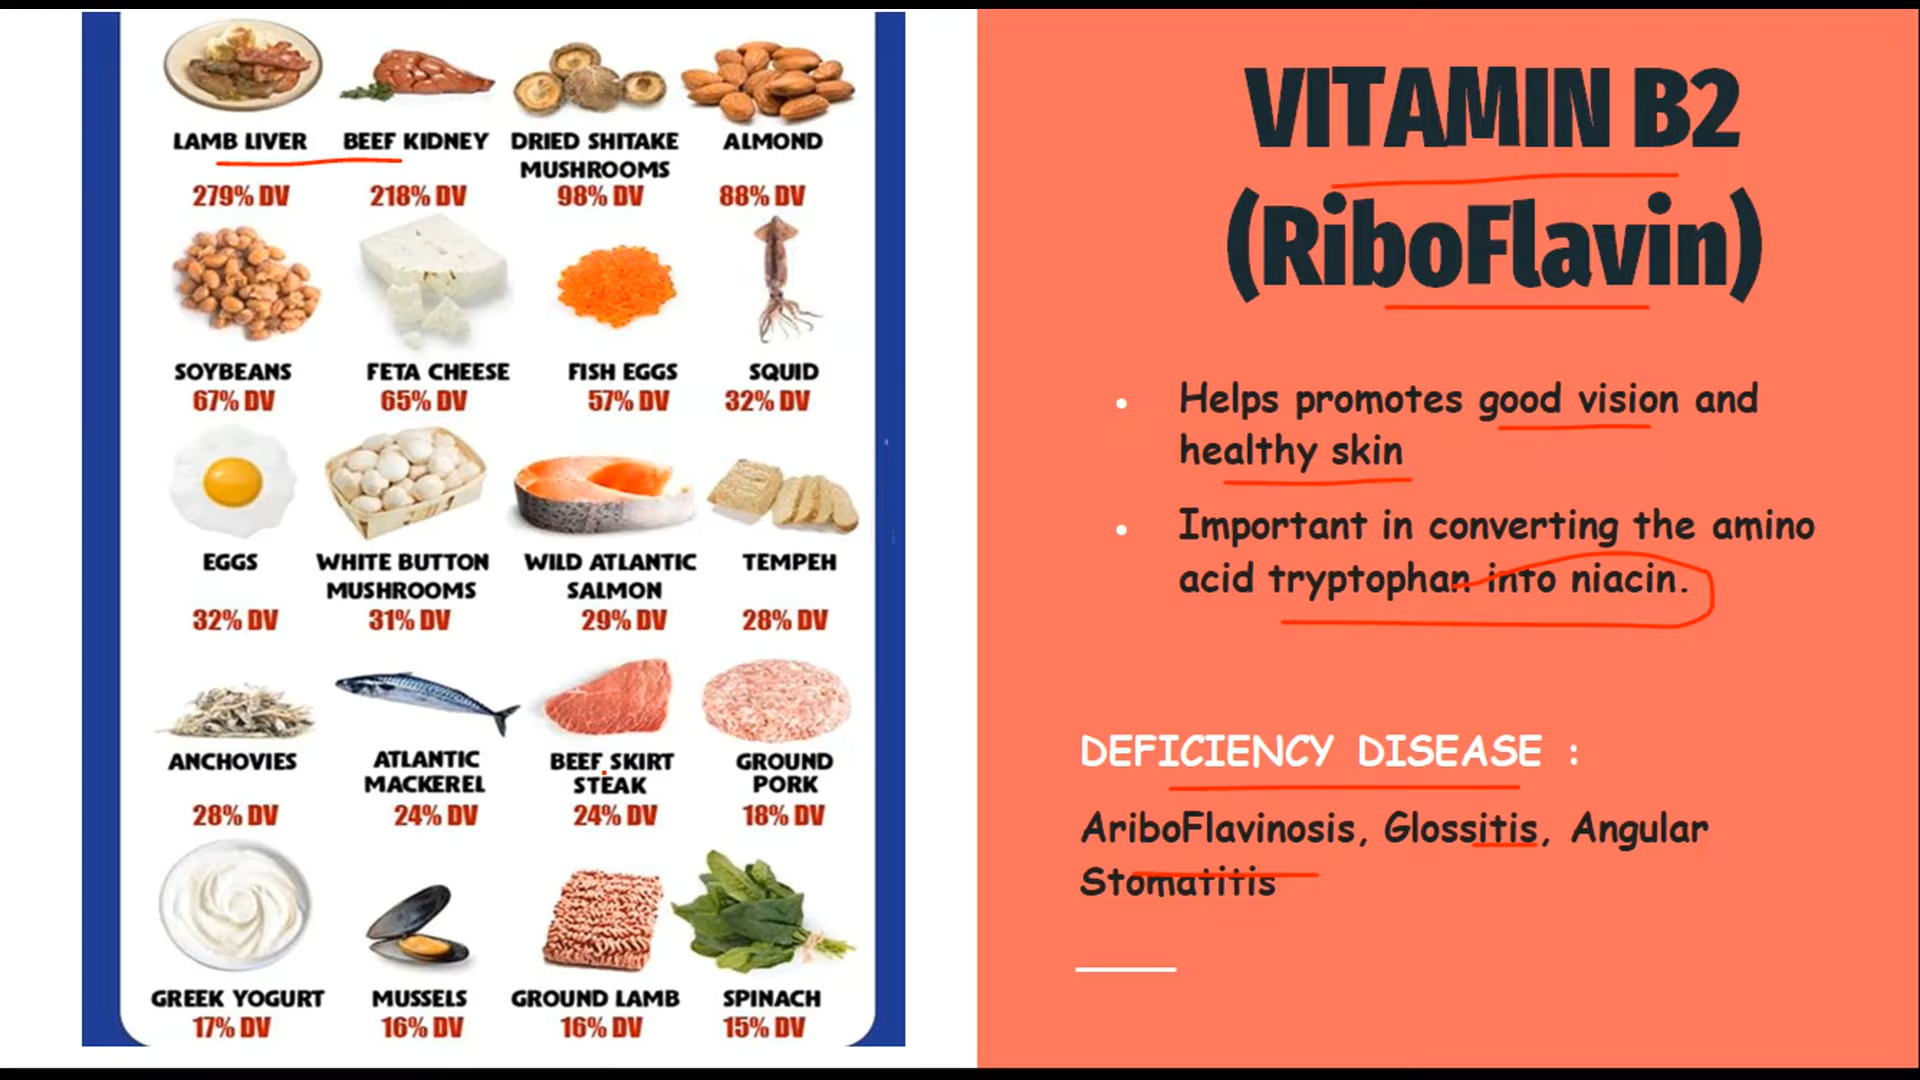 LAMB LIVER BEEF KIDNEY DRIED SHITAKE MUSHROOMS ALMOND
279% DV 218% DV 98% DV 88% DV
SOYBEANS FETA CHEESE FISH EGGS SQUID
67% DV 65% DV 57% DV 32% DV
EGGS WHITE BUTTON MUSHROOMS WILD ATLANTIC SALMON TEMPEH
32% DV 31% DV 29% DV 28% DV
ANCHOVIES ATLANTIC MACKEREL BEEF SKIRT STEAK GROUND PORK
28% DV 24% DV 24% DV 18% DV
GREEK YOGURT MUSSELS GROUND LAMB SPINACH
17% DV 16% DV 16% DV 15% DV
VITAMIN B2
(RiboFlavin)
• Helps promotes good vision and
healthy skin
• Important in converting the amino
acid tryptophan into niacin.
DEFICIENCY DISEASE :
AriboFlavinosis, Glossitis, Angular
Stomatitis